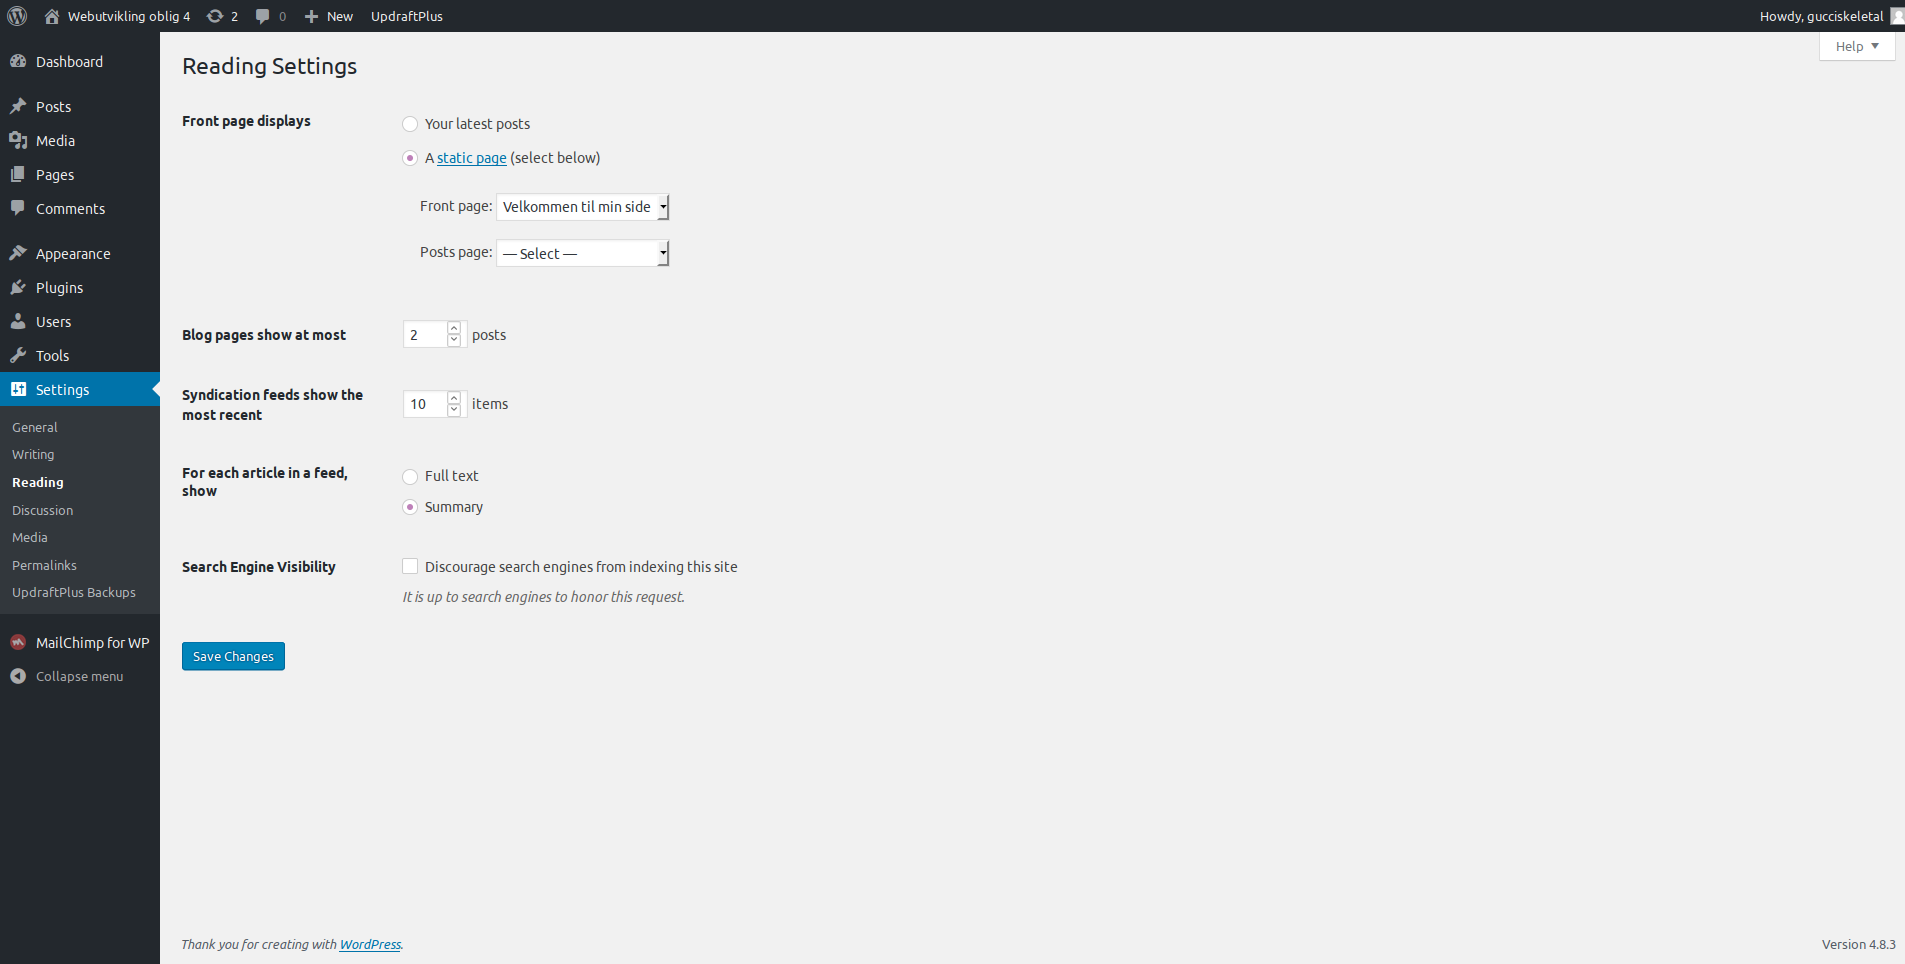 Webutvikling oblig 4 2 0 New UpdraftPlus Howdy, gucciskeletal
Help
Dashboard
Posts
Media
Pages
Comments
Appearance
Plugins
Users
Tools
Settings
General
Writing
Reading
Discussion
Media
Permalinks
UpdraftPlus Backups
MailChimp for WP
Collapse menu
Reading Settings
Front page displays
Your latest posts
A static page (select below)
Front page: Velkommen til min side
Posts page: — Select —
Blog pages show at most 2 posts
Syndication feeds show the
most recent
10 items
For each article in a feed,
show
Full text
Summary
Search Engine Visibility
Discourage search engines from indexing this site
It is up to search engines to honor this request.
Save Changes
Thank you for creating with WordPress.
Version 4.8.3